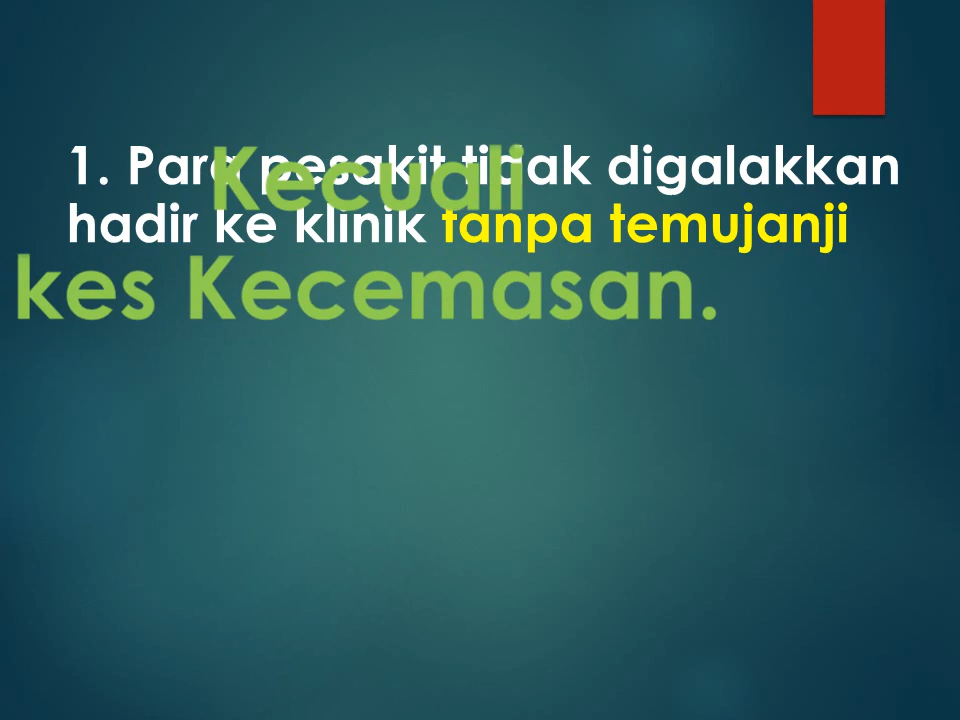 1. Para pesakit tidak digalakkan
hadir ke klinik tanpa temujanji
Kecuali
kes Kecemasan.